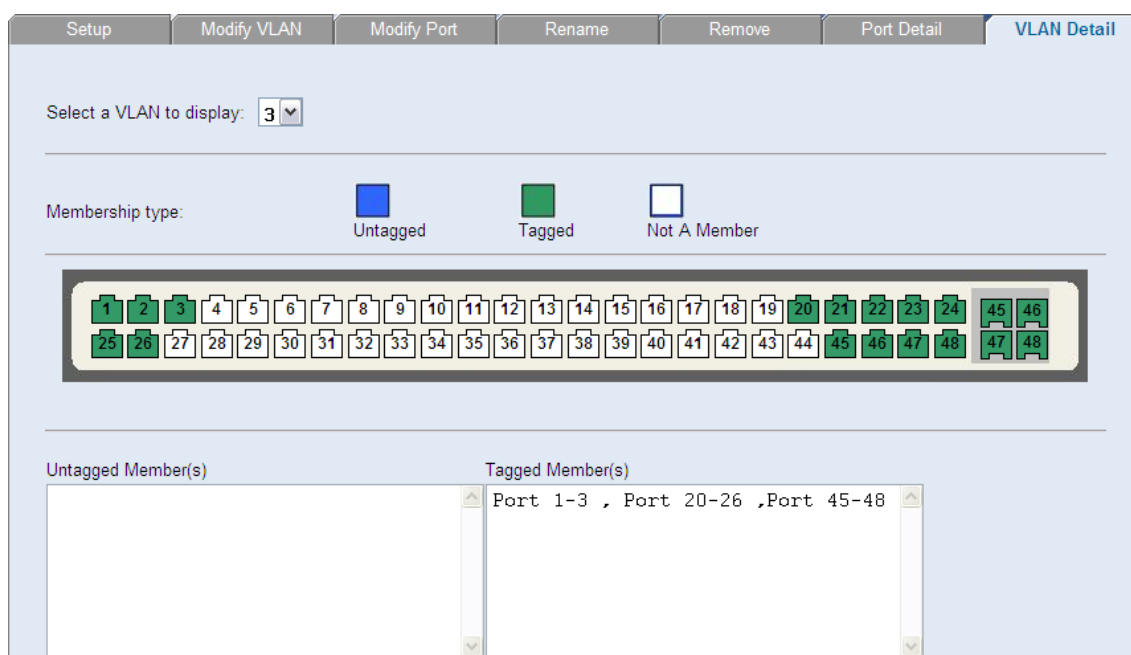 Setup Modify VLAN Modify Port Rename Remove Port Detail VLAN Detail
Select a VLAN to display: 3
Membership type:
Untagged Tagged Not A Member
1 2 3 4 5 6 7 8 9 10 11 12 13 14 15 16 17 18 19 20 21 22 23 24 45 46
25 26 27 28 29 30 31 32 33 34 35 36 37 38 39 40 41 42 43 44 45 46 47 48 47 48
Untagged Member(s) Tagged Member(s)
Port 1-3 , Port 20-26 ,Port 45-48